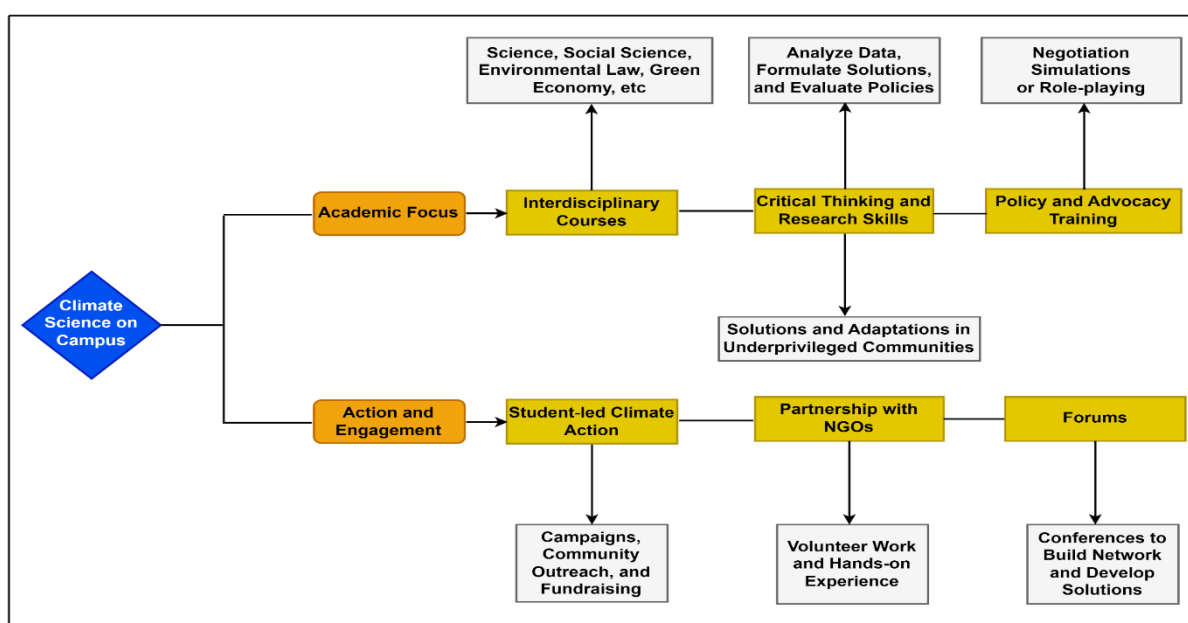 Science, Social Science,
Environmental Law, Green
Economy, etc
Analyze Data,
Formulate Solutions,
and Evaluate Policies
Negotiation
Simulations
or Role-playing
Academic Focus
Interdisciplinary
Courses
Critical Thinking and
Research Skills
Policy and Advocacy
Training
Climate
Science on
Campus
Solutions and Adaptations in
Underprivileged Communities
Action and
Engagement
Student-led Climate
Action
Partnership with
NGOs
Forums
Campaigns,
Community
Outreach, and
Fundraising
Volunteer Work
and Hands-on
Experience
Conferences to
Build Network
and Develop
Solutions